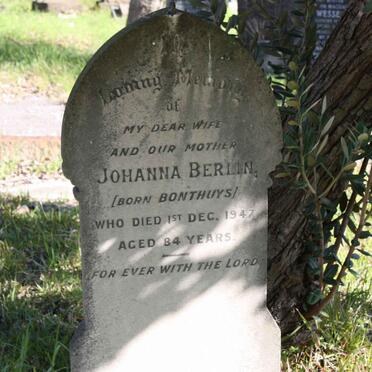 In
Loving Memory
of
MY DEAR WIFE
AND OUR MOTHER
JOHANNA BERLIN,
[BORN BONTHUYS]
WHO DIED 1ST DEC. 1947
AGED 84 YEARS.
FOR EVER WITH THE LORD